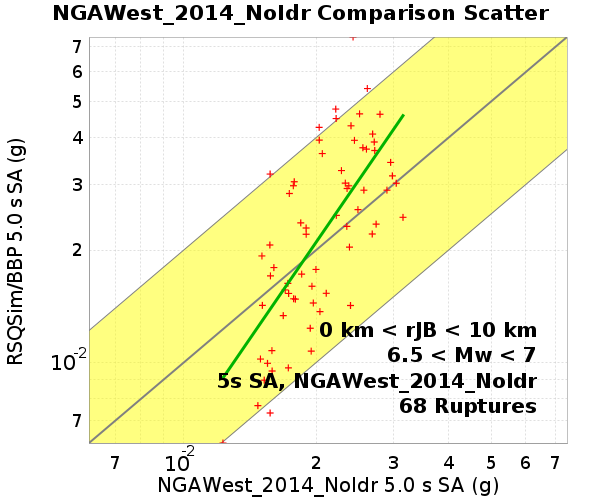 NGAWest_2014_NoIdr Comparison Scatter
RSQSim/BBP 5.0 s SA (g)
7
6
5
4
3
2
10-2
7
0 km < rJB < 10 km
6.5 < Mw < 7
5s SA, NGAWest_2014_NoIdr
68 Ruptures
7 10-2 2 3 4 5 6 7
NGAWest_2014_NoIdr 5.0 s SA (g)